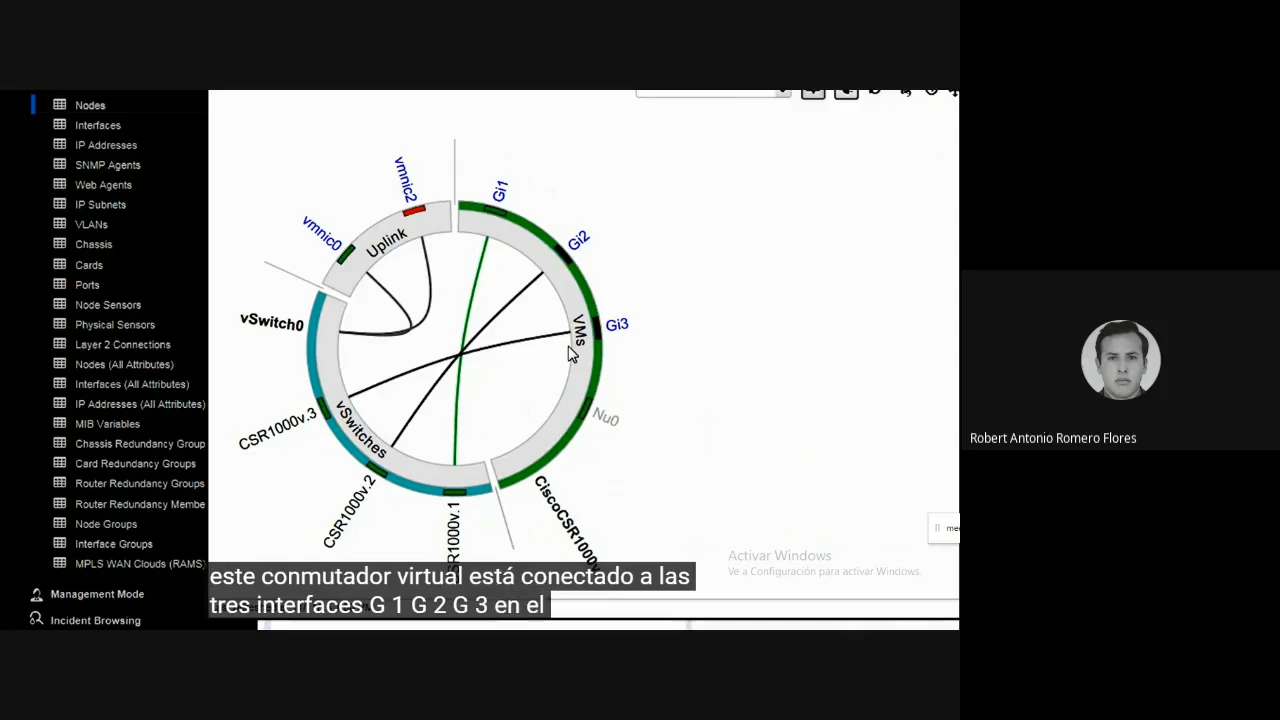 Nodes
Interfaces
IP Addresses
SNMP Agents
Web Agents
IP Subnets
VLANs
Chassis
Cards
Ports
Node Sensors
Physical Sensors
Layer 2 Connections
Nodes (All Attributes)
Interfaces (All Attributes)
IP Addresses (All Attributes)
MIB Variables
Chassis Redundancy Group
Card Redundancy Groups
Router Redundancy Groups
Router Redundancy Membe
Node Groups
Interface Groups
MPLS WAN Clouds (RAMS)
Management Mode
Incident Browsing
vmnic2
Gi1
vmnic0
Uplink
Gi2
vSwitch0
VMs
Gi3
CSR1000v.3
vSwitches
Nu0
CSR1000v.2
CSR1000v.1
CiscoCSR1000v
Activar Windows
Ve a Configuración para activar Windows.
este conmutador virtual está conectado a las
tres interfaces G 1 G 2 G 3 en el
Robert Antonio Romero Flores